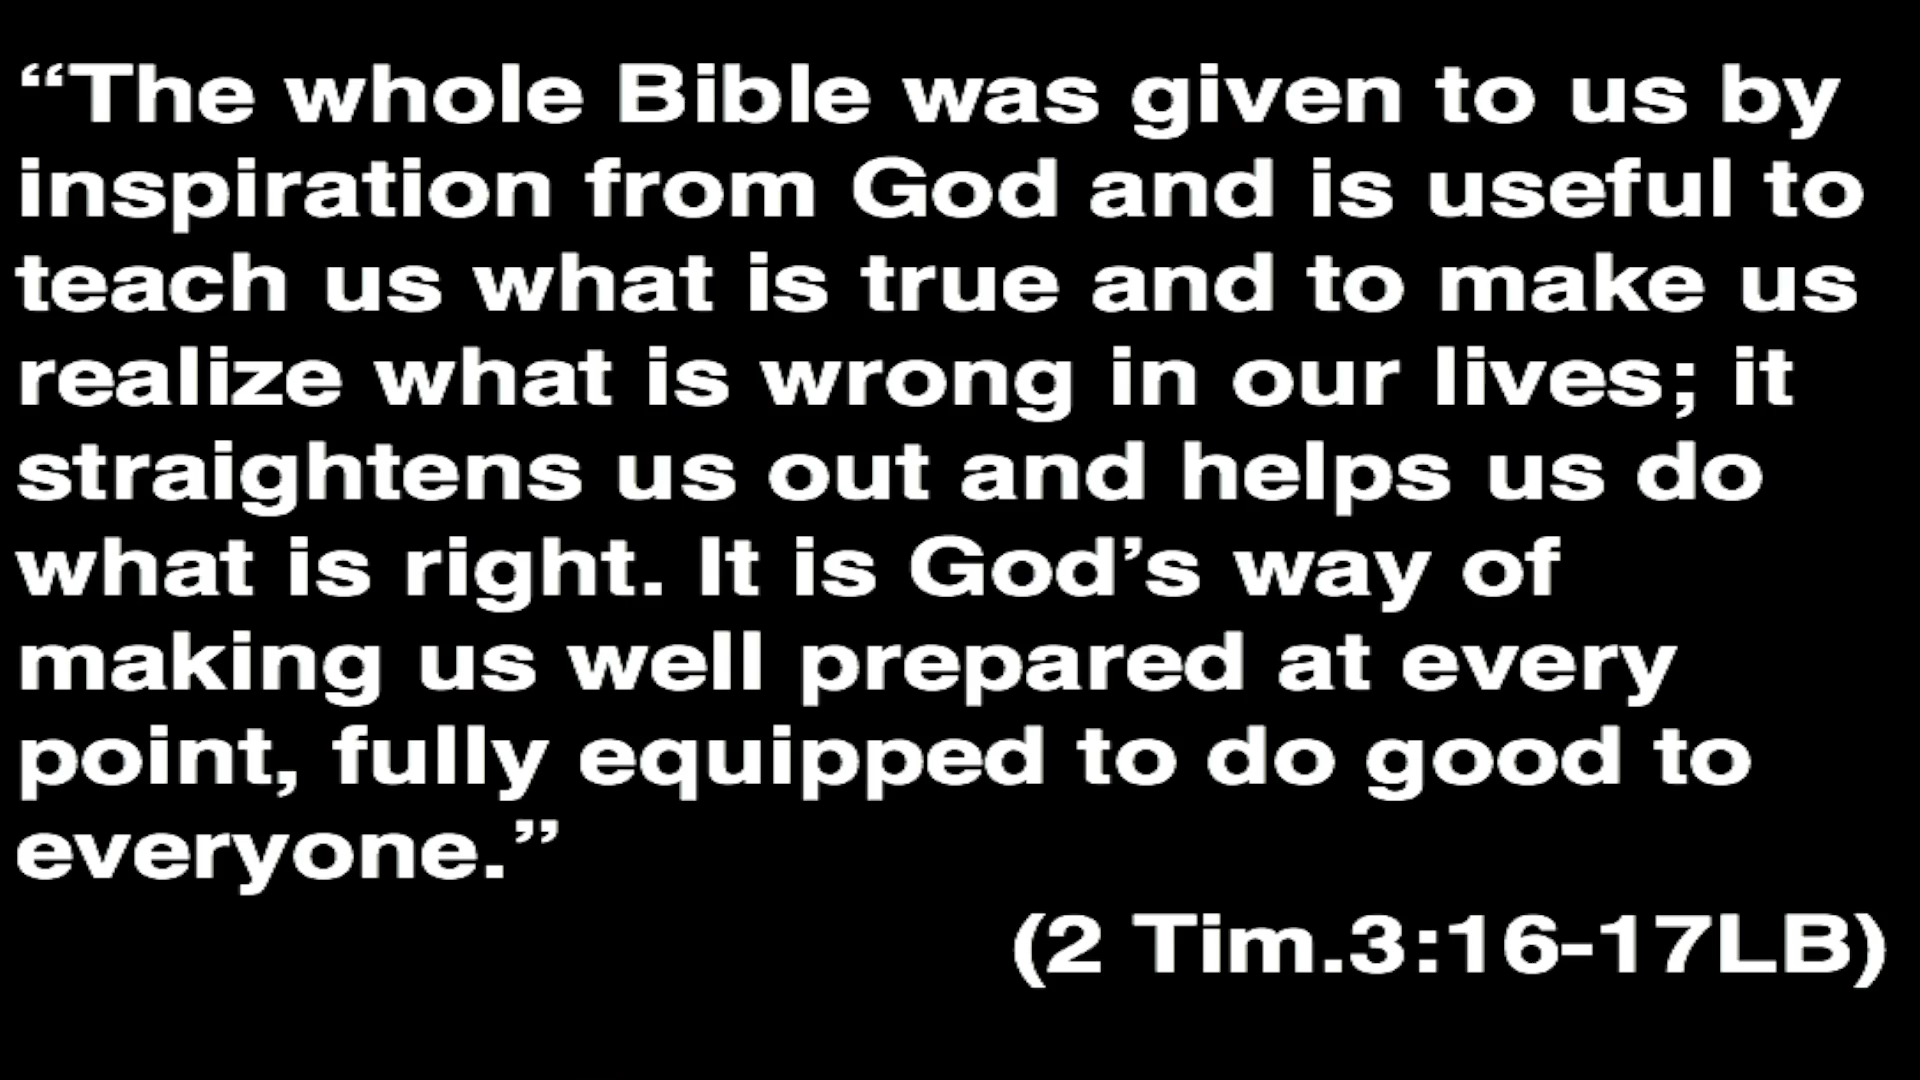 “The whole Bible was given to us by
inspiration from God and is useful to
teach us what is true and to make us
realize what is wrong in our lives; it
straightens us out and helps us do
what is right. It is God’s way of
making us well prepared at every
point, fully equipped to do good to
everyone.”
(2 Tim.3:16-17LB)